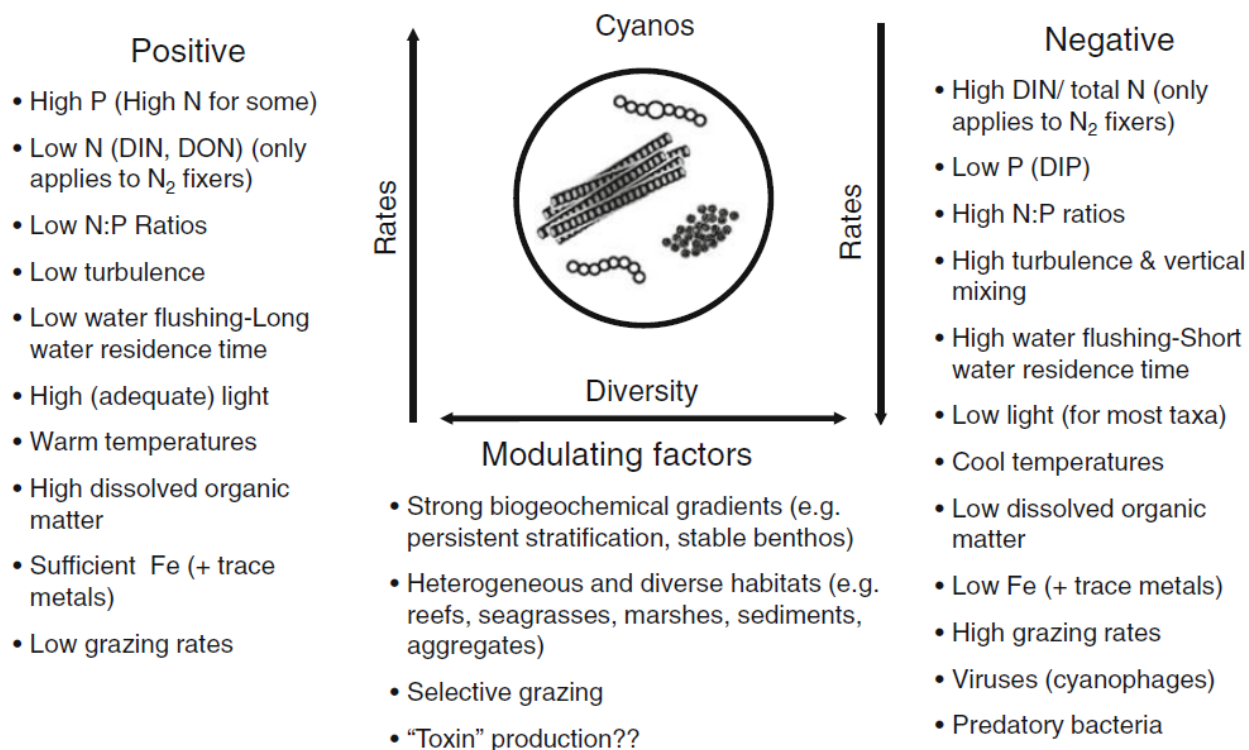 Positive
• High P (High N for some)
• Low N (DIN, DON) (only
applies to N₂ fixers)
• Low N:P Ratios
• Low turbulence
• Low water flushing-Long
water residence time
• High (adequate) light
• Warm temperatures
• High dissolved organic
matter
• Sufficient Fe (+ trace
metals)
• Low grazing rates
Cyanos
Rates
Rates
Diversity
Modulating factors
• Strong biogeochemical gradients (e.g.
persistent stratification, stable benthos)
• Heterogeneous and diverse habitats (e.g.
reefs, seagrasses, marshes, sediments,
aggregates)
• Selective grazing
• “Toxin” production??
Negative
• High DIN/ total N (only
applies to N₂ fixers)
• Low P (DIP)
• High N:P ratios
• High turbulence & vertical
mixing
• High water flushing-Short
water residence time
• Low light (for most taxa)
• Cool temperatures
• Low dissolved organic
matter
• Low Fe (+ trace metals)
• High grazing rates
• Viruses (cyanophages)
• Predatory bacteria